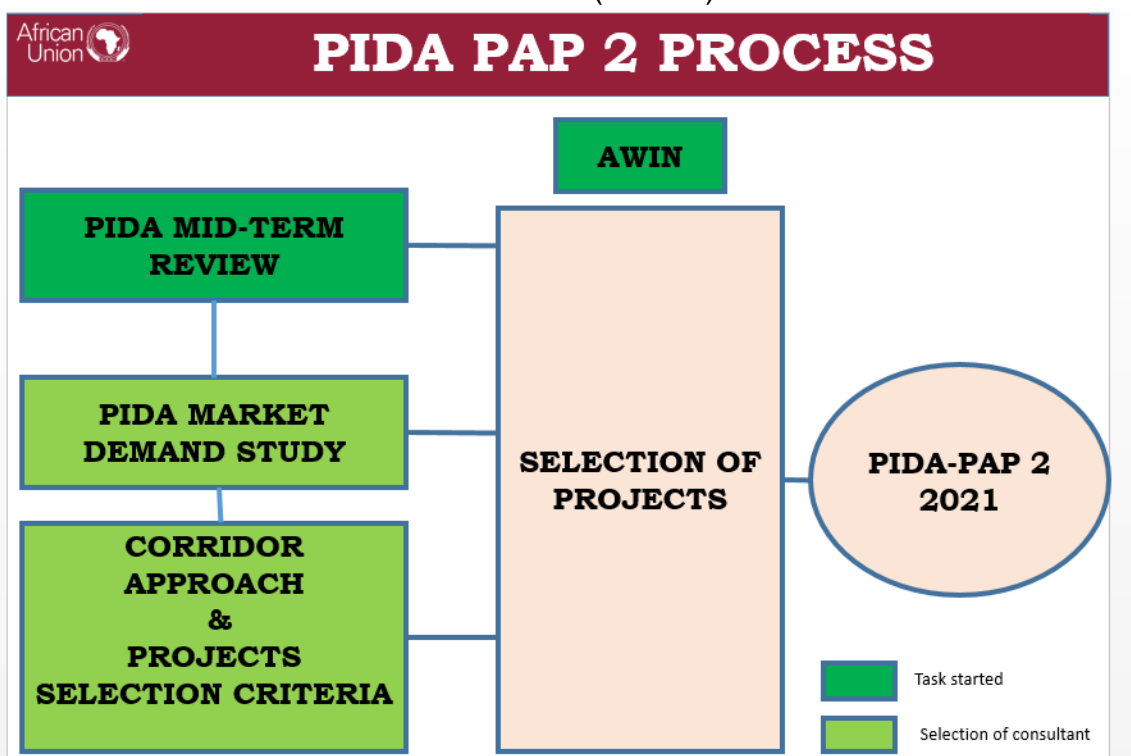 African
Union
PIDA PAP 2 PROCESS
AWIN
PIDA MID-TERM
REVIEW
PIDA MARKET
DEMAND STUDY
CORRIDOR
APPROACH
&
PROJECTS
SELECTION CRITERIA
SELECTION OF
PROJECTS
PIDA-PAP 2
2021
Task started
Selection of consultant